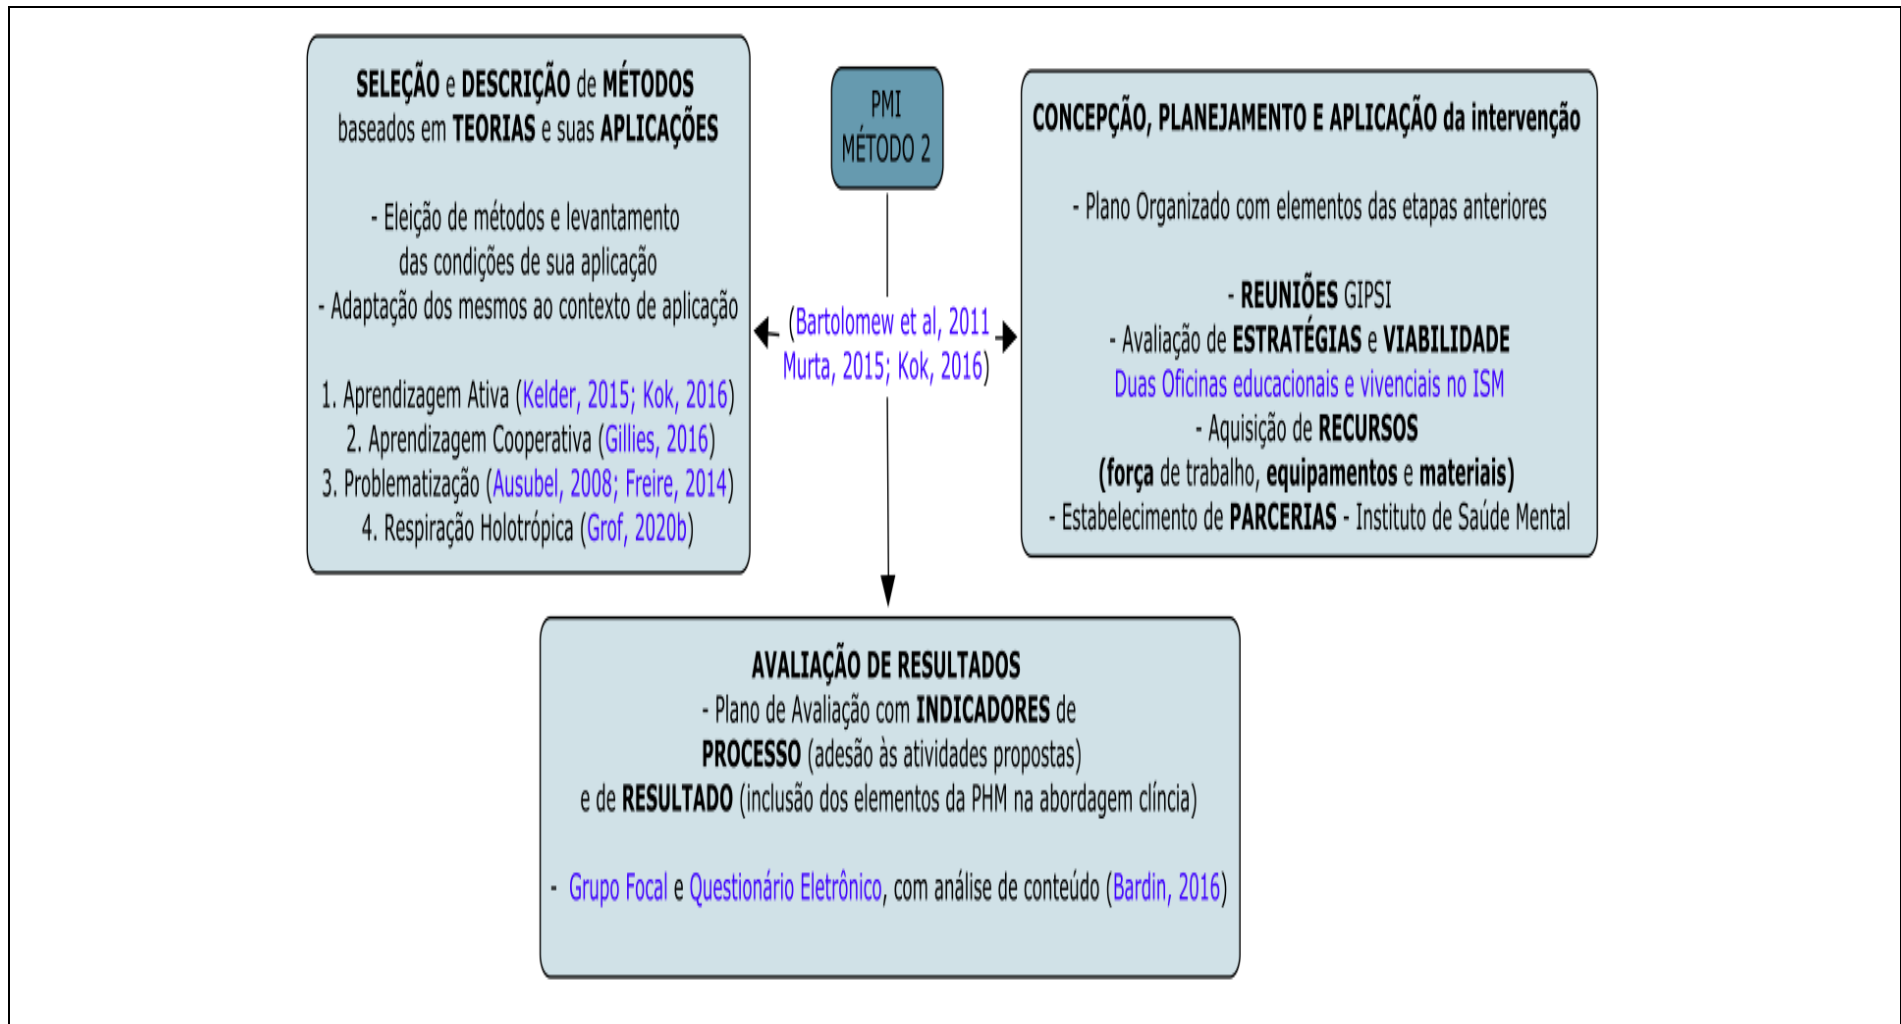 SELEÇÃO e DESCRIÇÃO de MÉTODOS
baseados em TEORIAS e suas APLICAÇÕES
- Eleição de métodos e levantamento
das condições de sua aplicação
- Adaptação dos mesmos ao contexto de aplicação
1. Aprendizagem Ativa (Kelder, 2015; Kok, 2016)
2. Aprendizagem Cooperativa (Gillies, 2016)
3. Problematização (Ausubel, 2008; Freire, 2014)
4. Respiração Holotrópica (Grof, 2020b)
PMI
MÉTODO 2
(Bartolomew et al, 2011
Murta, 2015; Kok, 2016)
CONCEPÇÃO, PLANEJAMENTO E APLICAÇÃO da intervenção
- Plano Organizado com elementos das etapas anteriores
- REUNIÕES GIPSI
- Avaliação de ESTRATÉGIAS e VIABILIDADE
Duas Oficinas educacionais e vivenciais no ISM
- Aquisição de RECURSOS
(força de trabalho, equipamentos e materiais)
- Estabelecimento de PARCERIAS - Instituto de Saúde Mental
AVALIAÇÃO DE RESULTADOS
- Plano de Avaliação com INDICADORES de
PROCESSO (adesão às atividades propostas)
e de RESULTADO (inclusão dos elementos da PHM na abordagem clíncia)
- Grupo Focal e Questionário Eletrônico, com análise de conteúdo (Bardin, 2016)